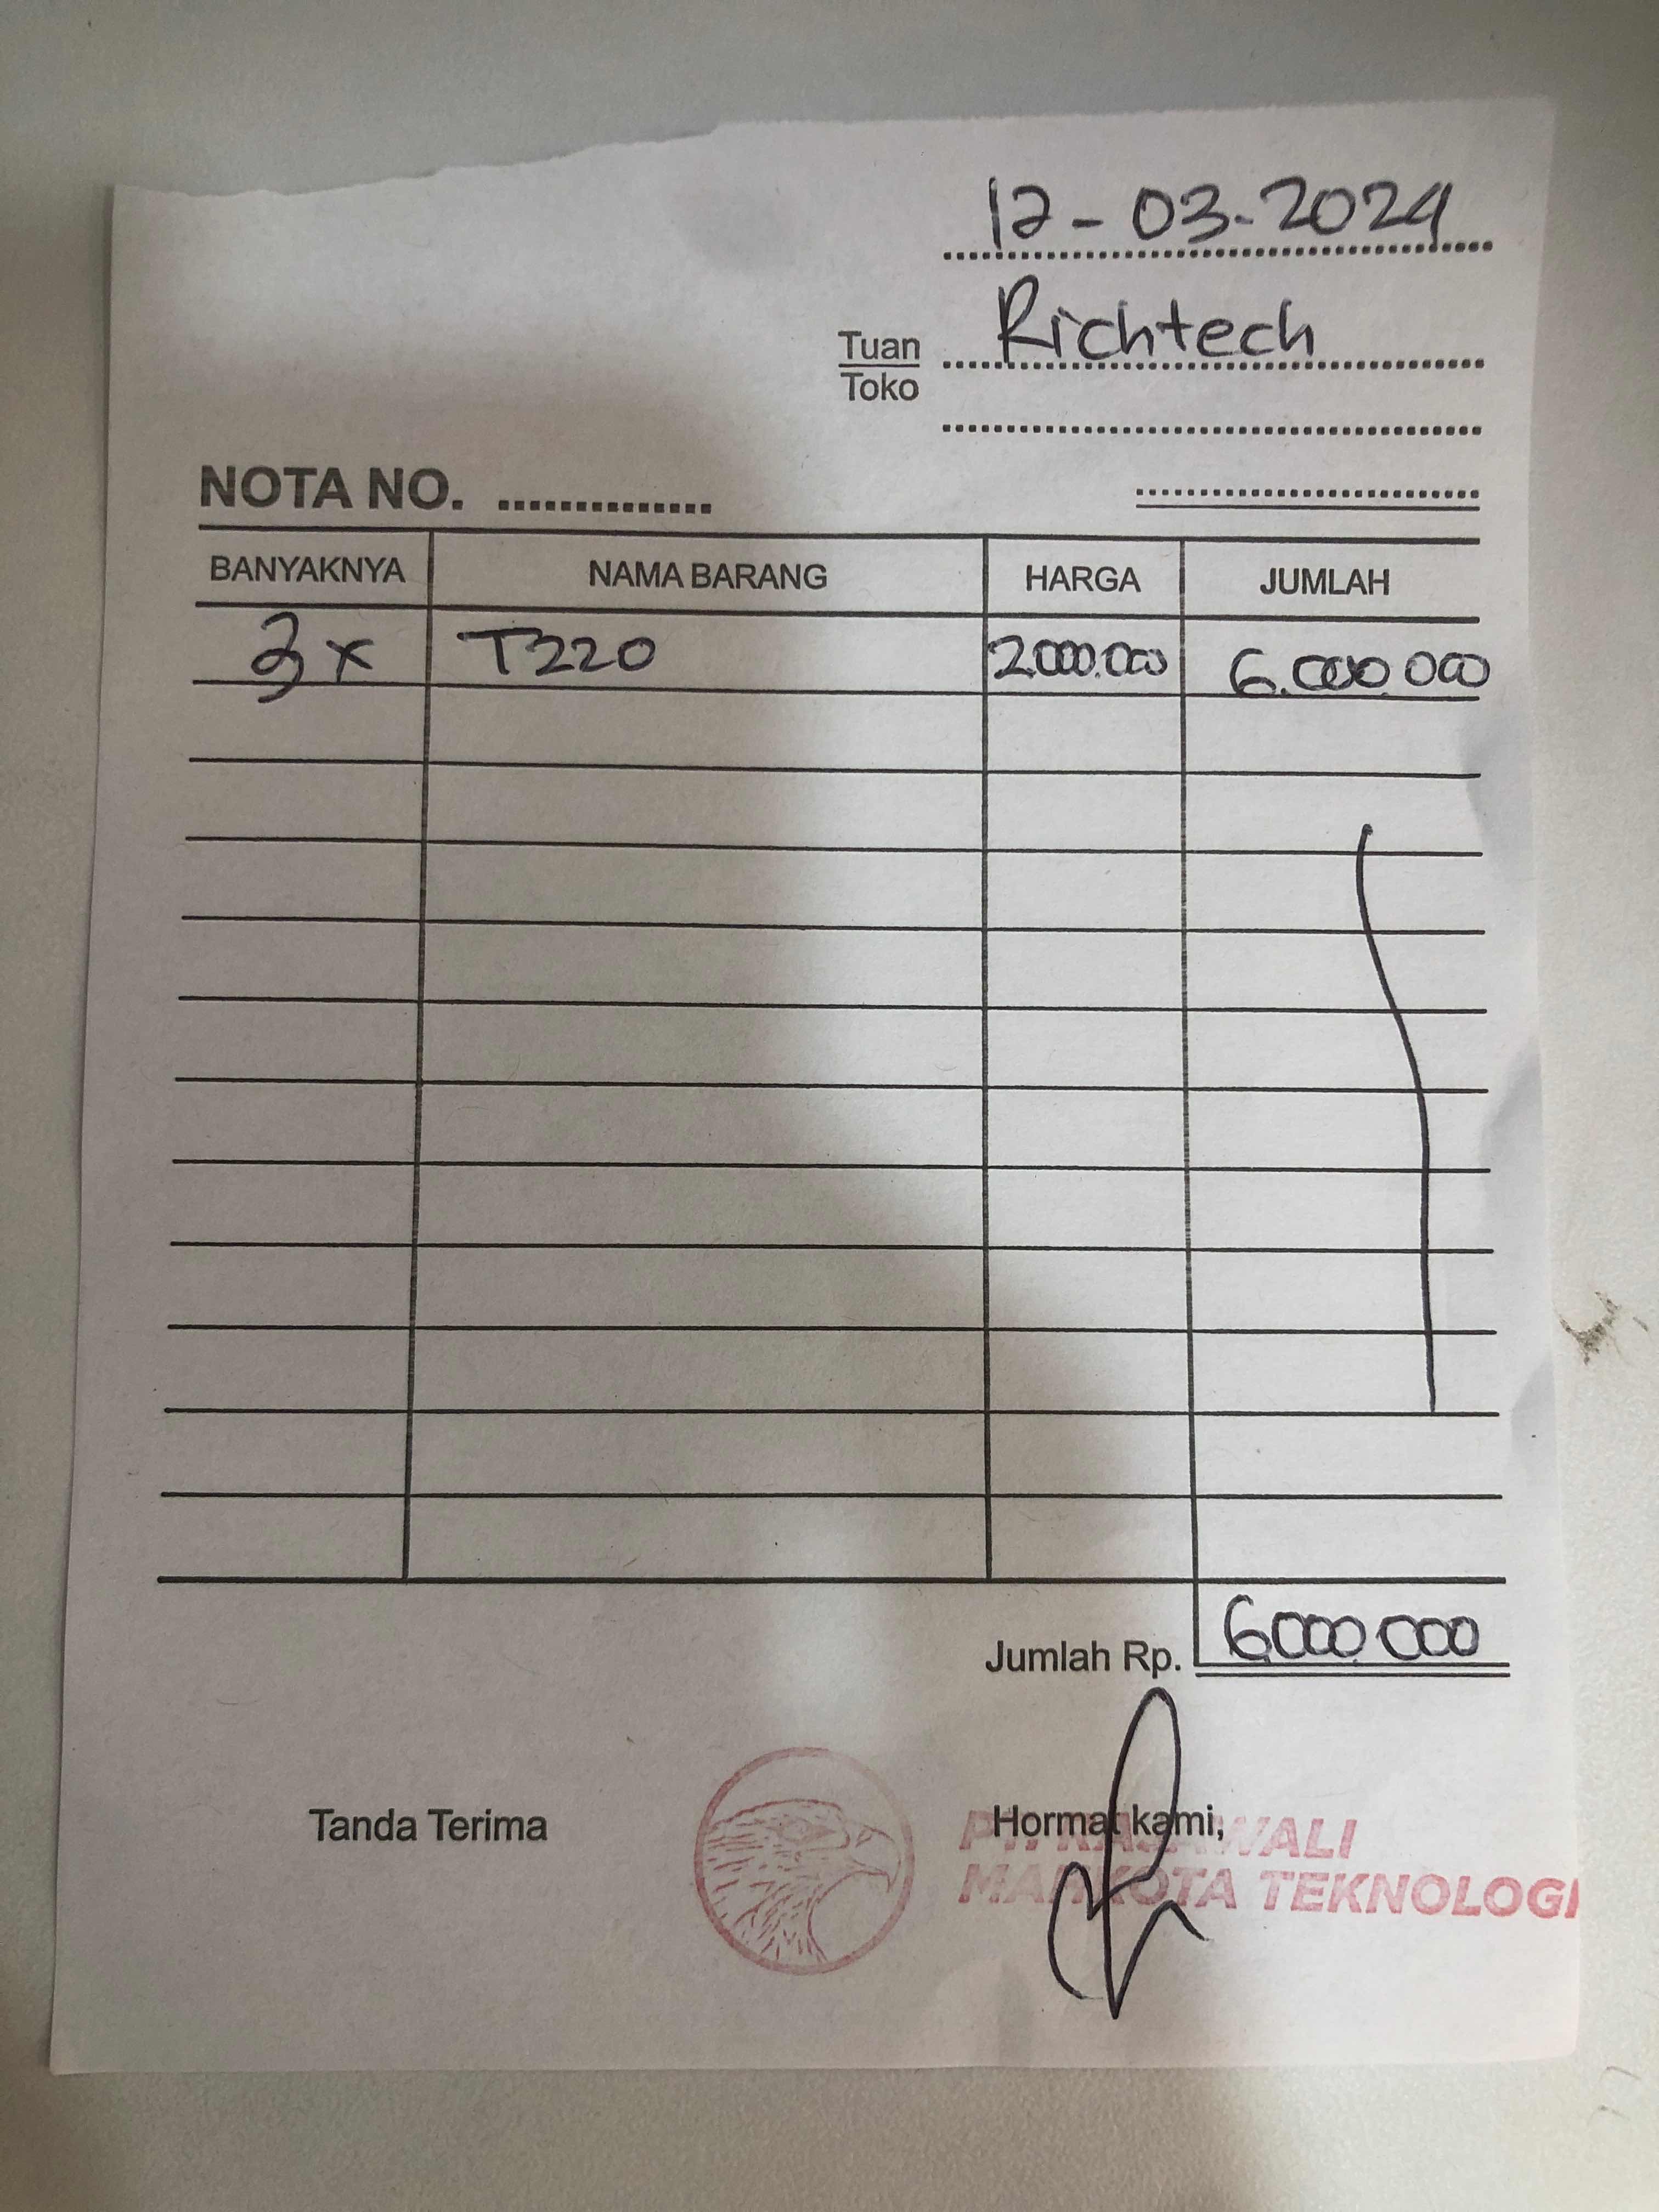 12-03-2024
Tuan Richtech
Toko
NOTA NO. ..............
BANYAKNYA NAMA BARANG HARGA JUMLAH
3x T220 2.000.000 6.000.000
Jumlah Rp. 6.000.000
Tanda Terima Hormat kami,
MAHKOTA TEKNOLOGI